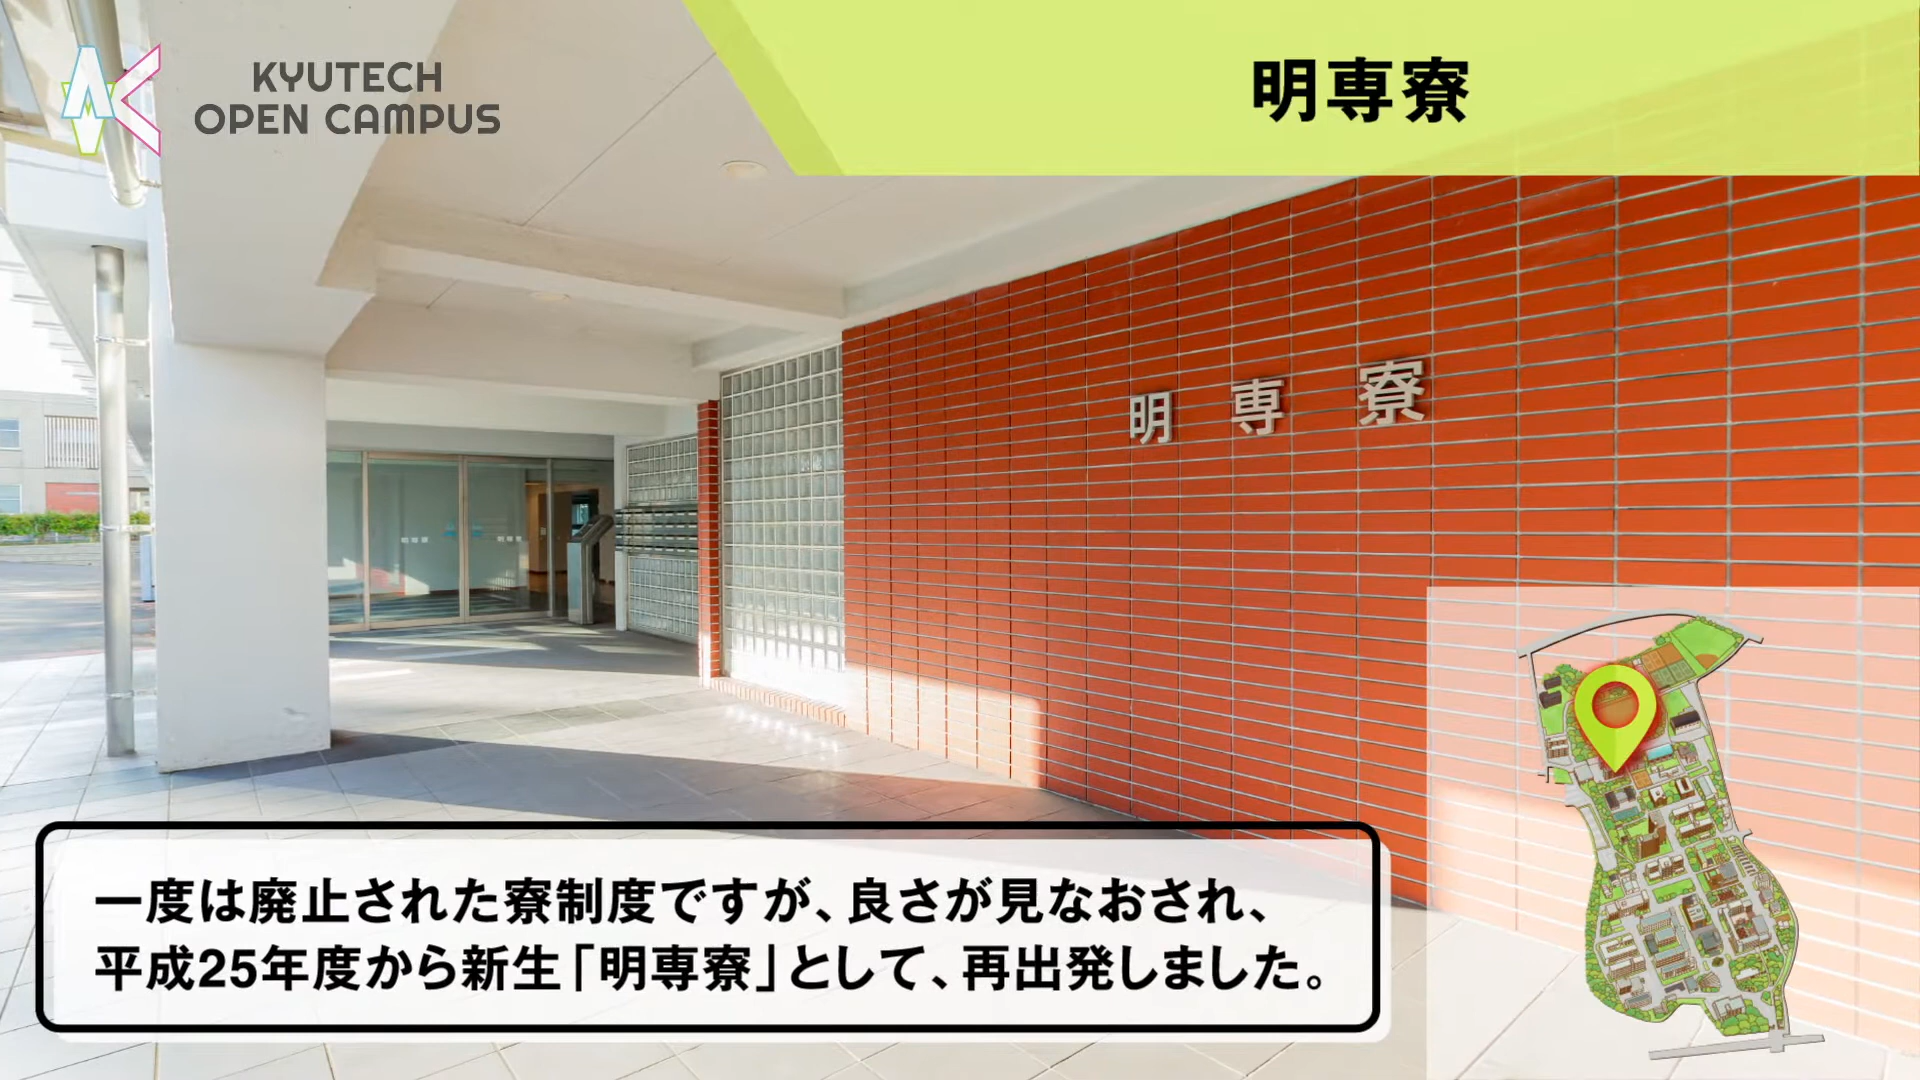 KYUTECH
OPEN CAMPUS
明専寮
明専寮
一度は廃止された寮制度ですが、良さが見なおされ、
平成25年度から新生「明専寮」として、再出発しました。